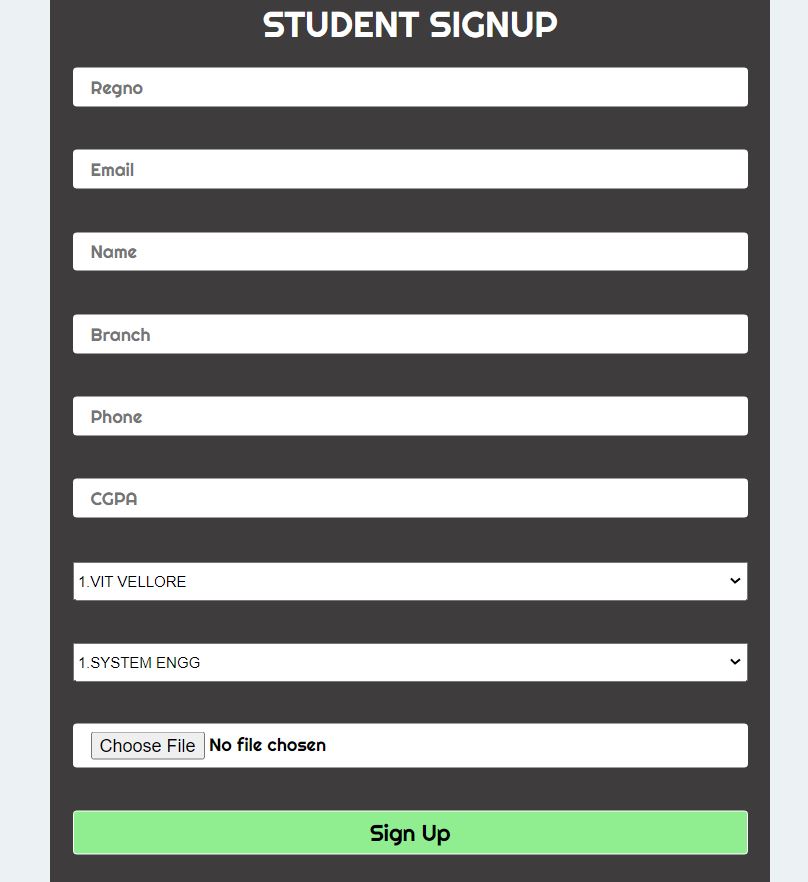 STUDENT SIGNUP
Regno
Email
Name
Branch
Phone
CGPA
1.VIT VELLORE
1.SYSTEM ENGG
Choose File No file chosen
Sign Up